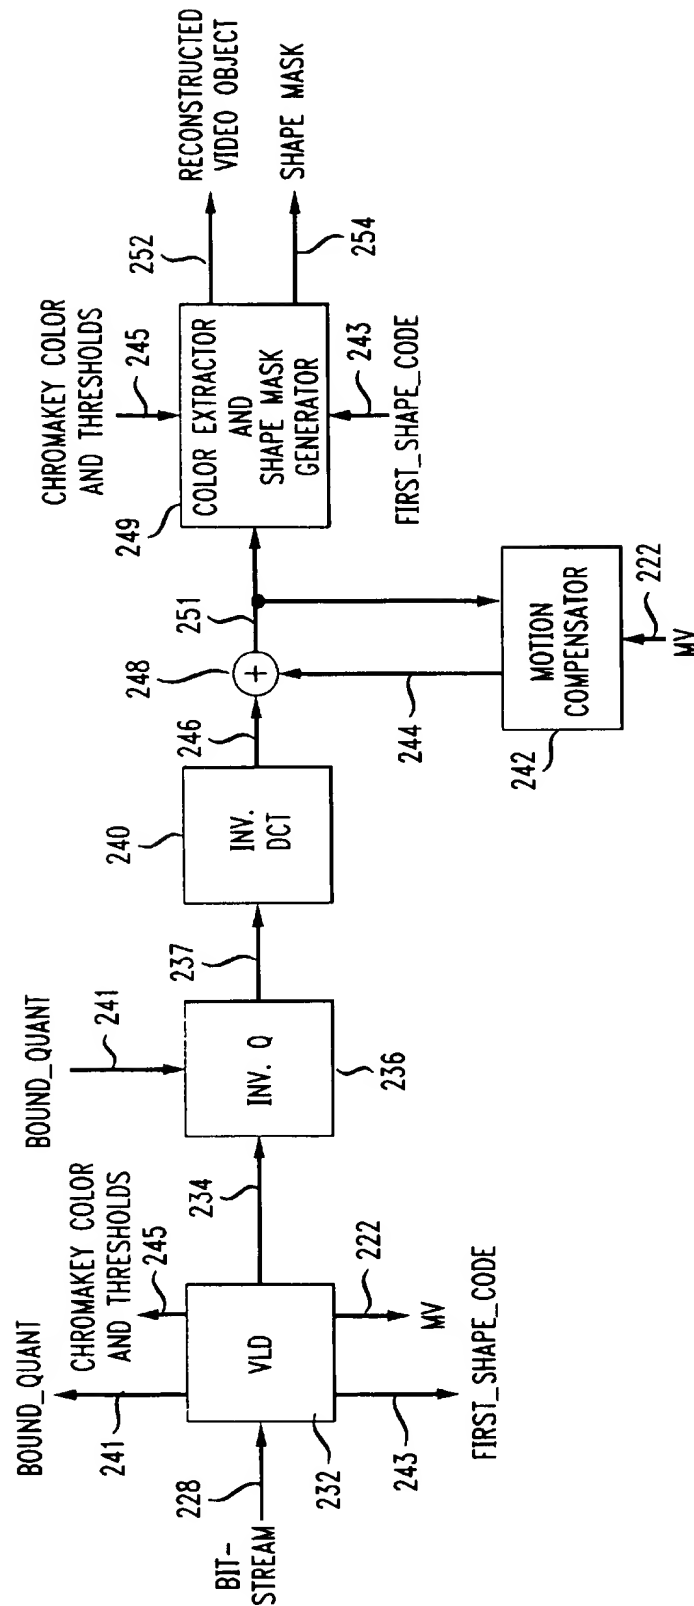 BIT-
STREAM
228
232
VLD
BOUND_QUANT
241
CHROMAKEY COLOR
AND THRESHOLDS
245
243
FIRST_SHAPE_CODE
222
MV
234
BOUND_QUANT
241
INV. Q
236
237
240
INV.
DCT
246
248
+
251
244
242
MOTION
COMPENSATOR
222
MV
249
CHROMAKEY COLOR
AND THRESHOLDS
245
COLOR EXTRACTOR
AND
SHAPE MASK
GENERATOR
243
FIRST_SHAPE_CODE
252
RECONSTRUCTED
VIDEO OBJECT
254
SHAPE MASK